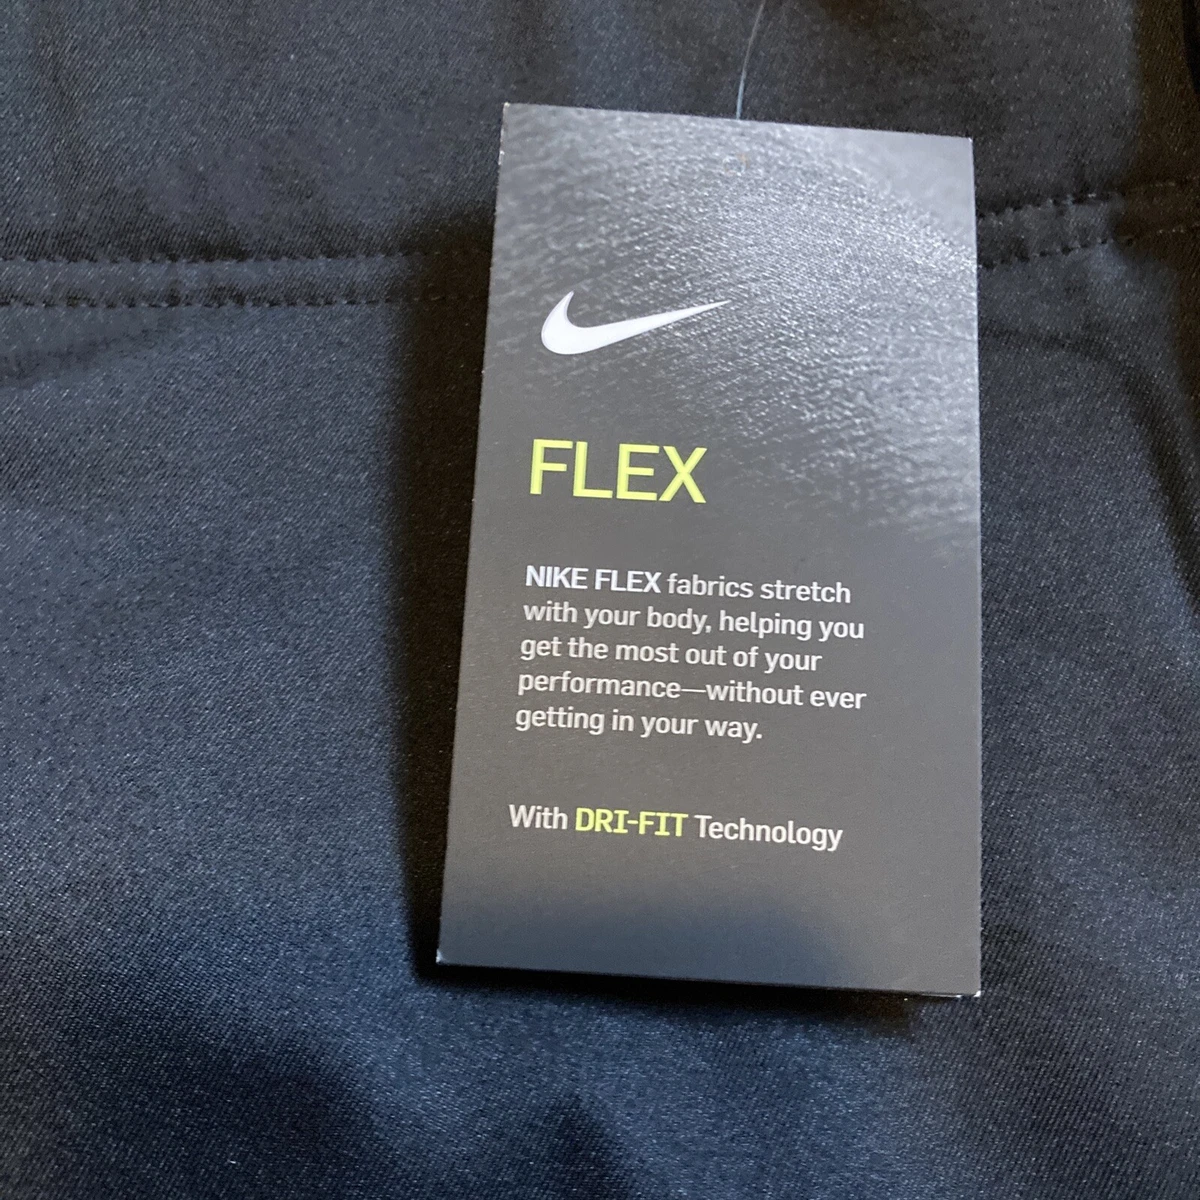 FLEX
NIKE FLEX fabrics stretch
with your body, helping you
get the most out of your
performance—without ever
getting in your way.
With DRI-FIT Technology